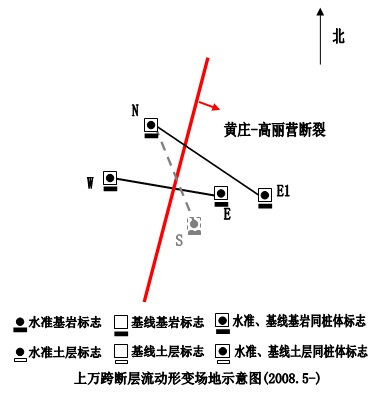 北
N
黄庄-高丽营断裂
W
E1
E
S
水准基岩标志 基线基岩标志 水准、基线基岩同桩体标志
水准土层标志 基线土层标志 水准、基线土层同桩体标志
上万跨断层流动形变场地示意图(2008.5-)